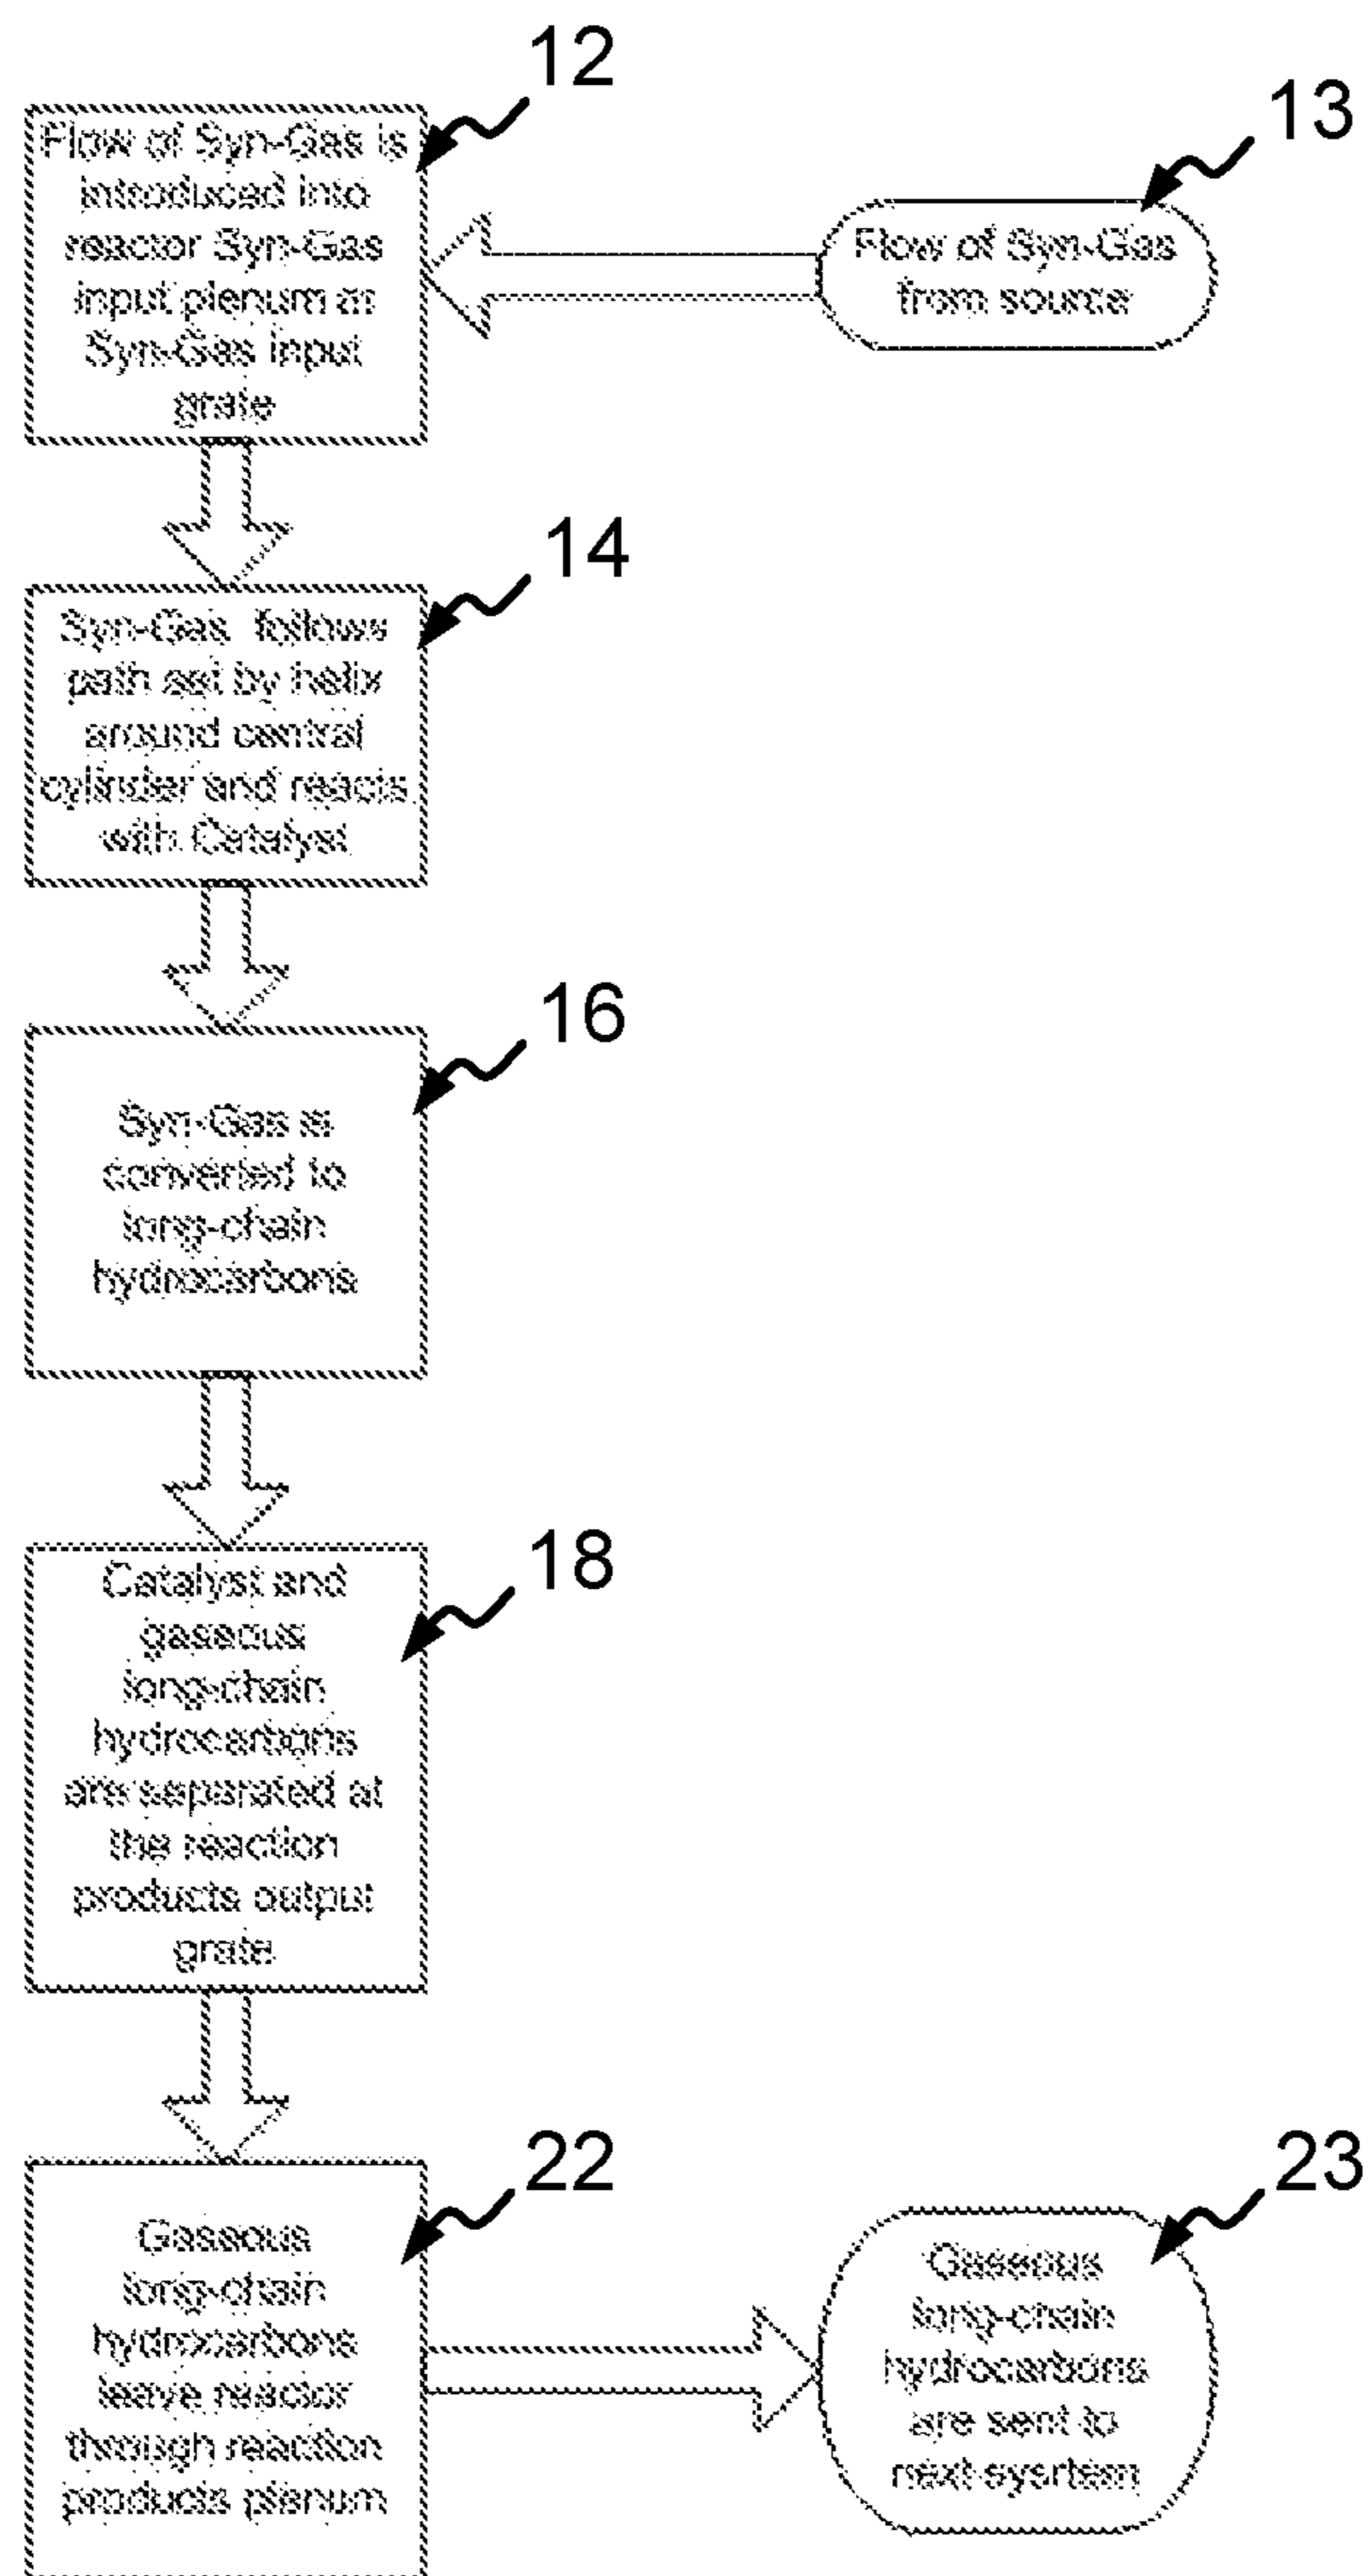 12
Flow of Syn-Gas is
introduced into
reactor Syn-Gas
input plenum at
Syn-Gas input
grate
13
Flow of Syn-Gas
from source
14
Syn-Gas follows
path set by helix
around central
cylinder and reacts
with Catalyst
16
Syn-Gas is
converted to
long-chain
hydrocarbons
18
Catalyst and
gaseous
long-chain
hydrocarbons
are separated at
the reaction
products output
grate
22
Gaseous
long-chain
hydrocarbons
leave reactor
through reaction
products plenum
23
Gaseous
long-chain
hydrocarbons
are sent to
next sysrtem